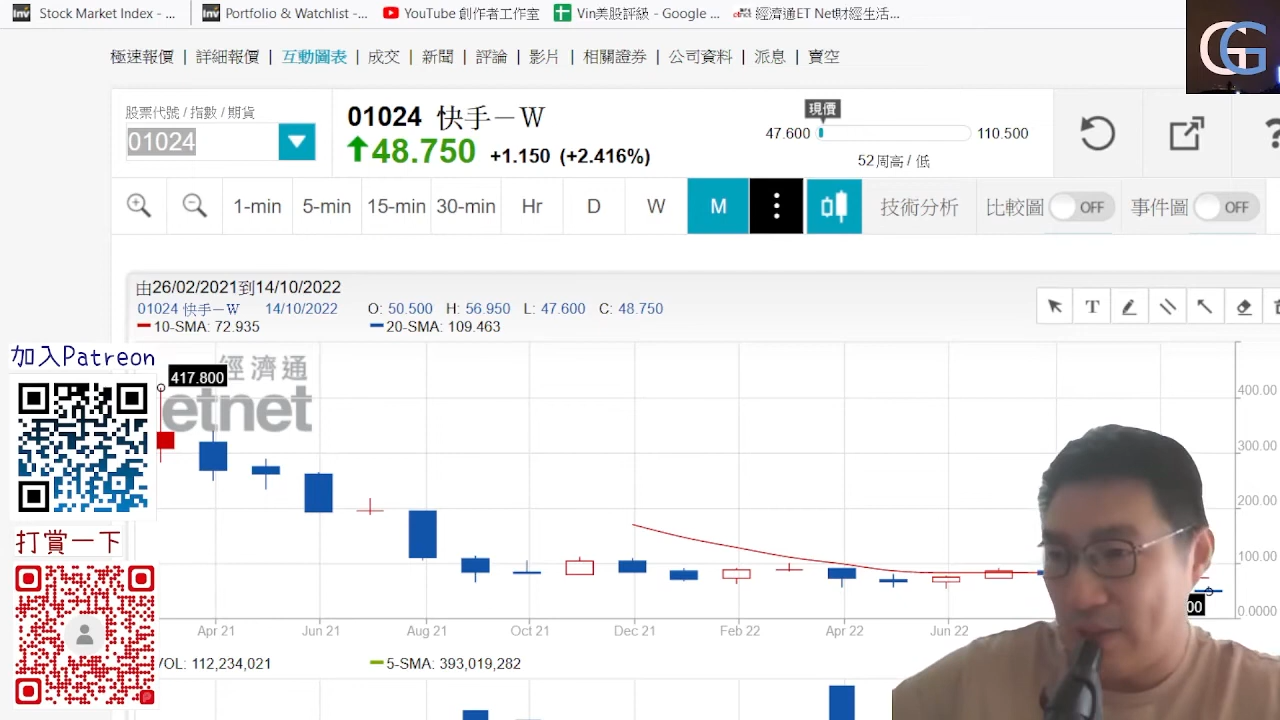 Stock Market Index - ... Portfolio & Watchlist -... YouTube 創作者工作室 Vin美股評級 - Google ... etnet 經濟通ET Net財經生活...
極速報價 | 詳細報價 | 互動圖表 | 成交 | 新聞 | 評論 | 影片 | 相關證券 | 公司資料 | 派息 | 賣空
GG
股票代號 / 指數 / 期貨
01024
01024 快手－W
48.750 +1.150 (+2.416%)
現價
47.600 110.500
52周高 / 低
1-min 5-min 15-min 30-min Hr D W M 技術分析 比較圖 OFF 事件圖 OFF
由26/02/2021到14/10/2022
01024 快手－W 14/10/2022 O: 50.500 H: 56.950 L: 47.600 C: 48.750
10-SMA: 72.935 20-SMA: 109.463
T
加入Patreon
417.800
經濟通
etnet
400.00
300.00
200.00
100.00
0.0000
00
打賞一下
Apr 21 Jun 21 Aug 21 Oct 21 Dec 21 Feb 22 Apr 22 Jun 22
VOL: 112,234,021 5-SMA: 393,019,282